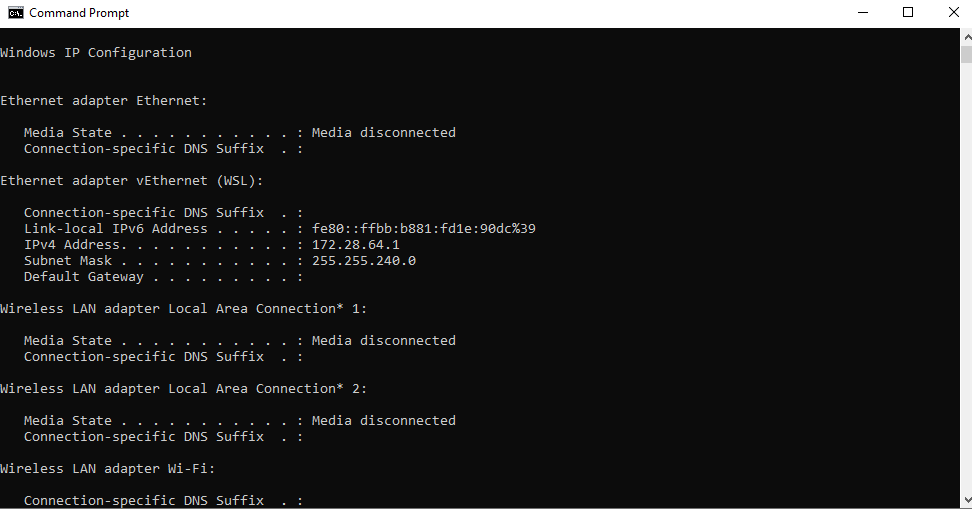 Command Prompt
Windows IP Configuration
Ethernet adapter Ethernet:
Media State . . . . . . . . . . . : Media disconnected
Connection-specific DNS Suffix  . :
Ethernet adapter vEthernet (WSL):
Connection-specific DNS Suffix  . :
Link-local IPv6 Address . . . . . : fe80::ffbb:b881:fd1e:90dc%39
IPv4 Address. . . . . . . . . . . : 172.28.64.1
Subnet Mask . . . . . . . . . . . : 255.255.240.0
Default Gateway . . . . . . . . . :
Wireless LAN adapter Local Area Connection* 1:
Media State . . . . . . . . . . . : Media disconnected
Connection-specific DNS Suffix  . :
Wireless LAN adapter Local Area Connection* 2:
Media State . . . . . . . . . . . : Media disconnected
Connection-specific DNS Suffix  . :
Wireless LAN adapter Wi-Fi:
Connection-specific DNS Suffix  . :